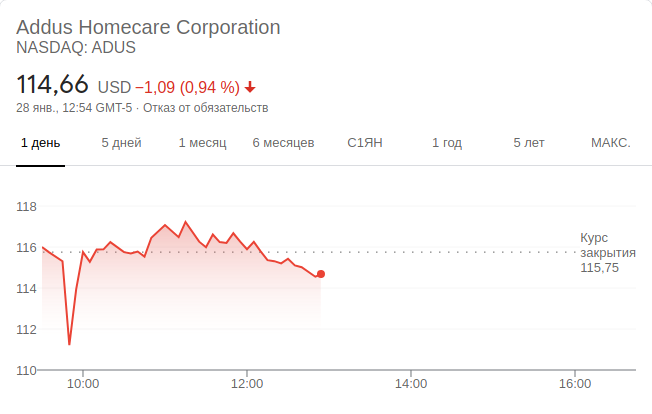 Addus Homecare Corporation
NASDAQ: ADUS
114,66 USD −1,09 (0,94 %)
28 янв., 12:54 GMT-5 · Отказ от обязательств
1 день 5 дней 1 месяц 6 месяцев С1ЯН 1 год 5 лет МАКС.
118
116
114
112
110
Курс
закрытия
115,75
10:00 12:00 14:00 16:00